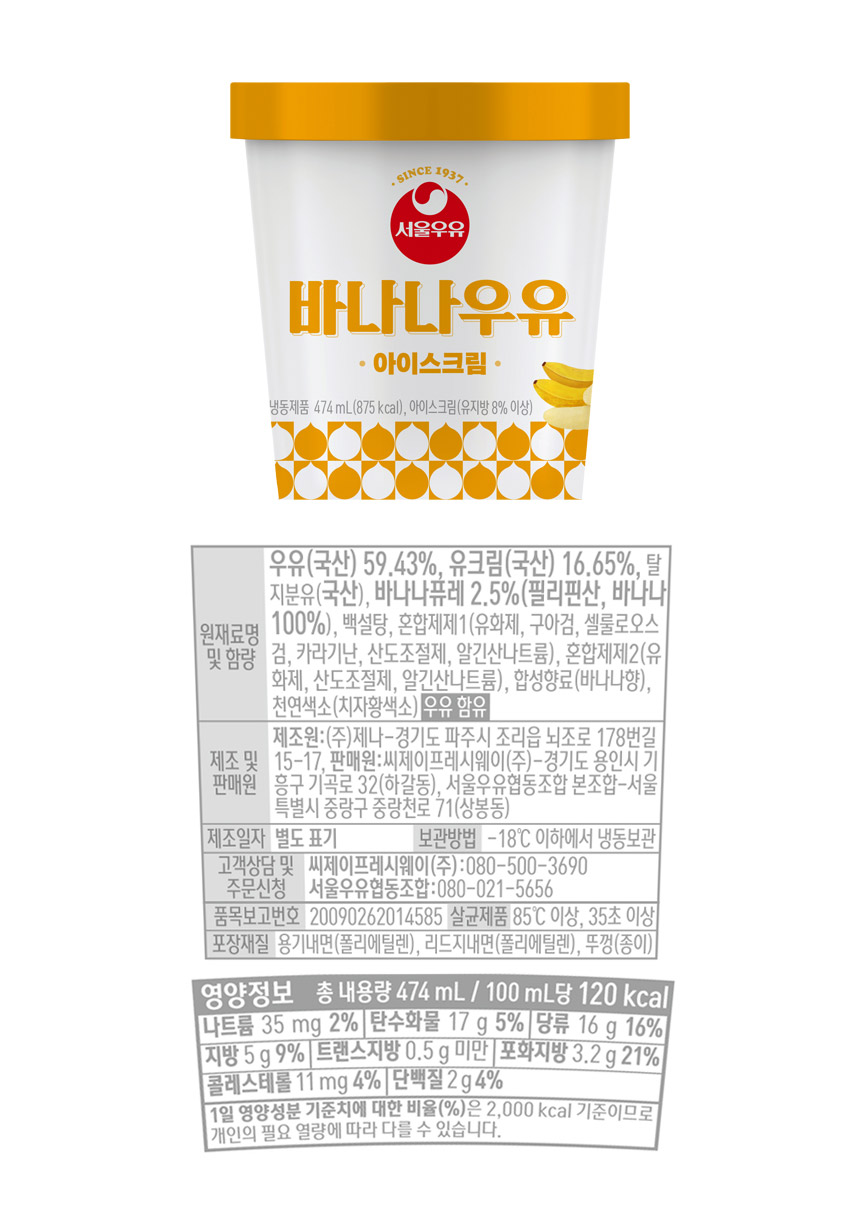 · SINCE 1937 ·
서울우유
바나나우유
· 아이스크림 ·
냉동제품 474 mL(875 kcal), 아이스크림(유지방 8% 이상)
원재료명 및 함량
우유(국산) 59.43%, 유크림(국산) 16.65%, 탈
지분유(국산), 바나나퓨레 2.5%(필리핀산, 바나나
100%), 백설탕, 혼합제제1(유화제, 구아검, 셀룰로오스
검, 카라기난, 산도조절제, 알긴산나트륨), 혼합제제2(유
화제, 산도조절제, 알긴산나트륨), 합성향료(바나나향),
천연색소(치자황색소) 우유 함유
제조 및 판매원
제조원:(주)제나-경기도 파주시 조리읍 뇌조로 178번길
15-17, 판매원:씨제이프레시웨이(주)-경기도 용인시 기
흥구 기곡로 32(하갈동), 서울우유협동조합 본조합-서울
특별시 중랑구 중랑천로 71(상봉동)
제조일자 별도 표기 보관방법 -18℃ 이하에서 냉동보관
고객상담 및 주문신청
씨제이프레시웨이(주):080-500-3690
서울우유협동조합:080-021-5656
품목보고번호 20090262014585 살균제품 85℃ 이상, 35초 이상
포장재질 용기내면(폴리에틸렌), 리드지내면(폴리에틸렌), 뚜껑(종이)
영양정보 총 내용량 474 mL / 100 mL당 120 kcal
나트륨 35 mg 2% 탄수화물 17 g 5% 당류 16 g 16%
지방 5 g 9% 트랜스지방 0.5 g 미만 포화지방 3.2 g 21%
콜레스테롤 11 mg 4% 단백질 2 g 4%
1일 영양성분 기준치에 대한 비율(%)은 2,000 kcal 기준이므로
개인의 필요 열량에 따라 다를 수 있습니다.